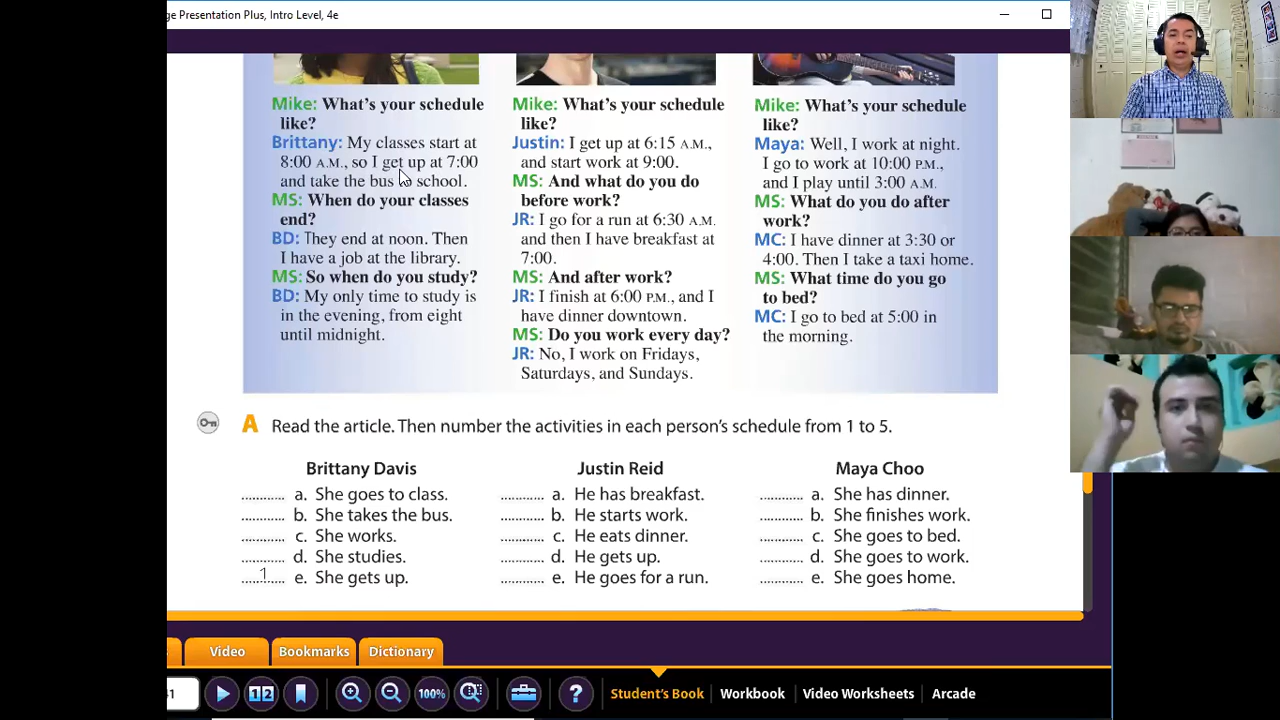 ge Presentation Plus, Intro Level, 4e
Mike: What's your schedule
like?
Brittany: My classes start at
8:00 A.M., so I get up at 7:00
and take the bus to school.
MS: When do your classes
end?
BD: They end at noon. Then
I have a job at the library.
MS: So when do you study?
BD: My only time to study is
in the evening, from eight
until midnight.
Mike: What's your schedule
like?
Justin: I get up at 6:15 A.M.,
and start work at 9:00.
MS: And what do you do
before work?
JR: I go for a run at 6:30 A.M.
and then I have breakfast at
7:00.
MS: And after work?
JR: I finish at 6:00 P.M., and I
have dinner downtown.
MS: Do you work every day?
JR: No, I work on Fridays,
Saturdays, and Sundays.
Mike: What's your schedule
like?
Maya: Well, I work at night.
I go to work at 10:00 P.M.,
and I play until 3:00 A.M.
MS: What do you do after
work?
MC: I have dinner at 3:30 or
4:00. Then I take a taxi home.
MS: What time do you go
to bed?
MC: I go to bed at 5:00 in
the morning.
A Read the article. Then number the activities in each person's schedule from 1 to 5.
Brittany Davis
........... a. She goes to class.
........... b. She takes the bus.
........... c. She works.
........... d. She studies.
.....1..... e. She gets up.
Justin Reid
........... a. He has breakfast.
........... b. He starts work.
........... c. He eats dinner.
........... d. He gets up.
........... e. He goes for a run.
Maya Choo
........... a. She has dinner.
........... b. She finishes work.
........... c. She goes to bed.
........... d. She goes to work.
........... e. She goes home.
Video Bookmarks Dictionary
1 2 100% ? Student's Book Workbook Video Worksheets Arcade